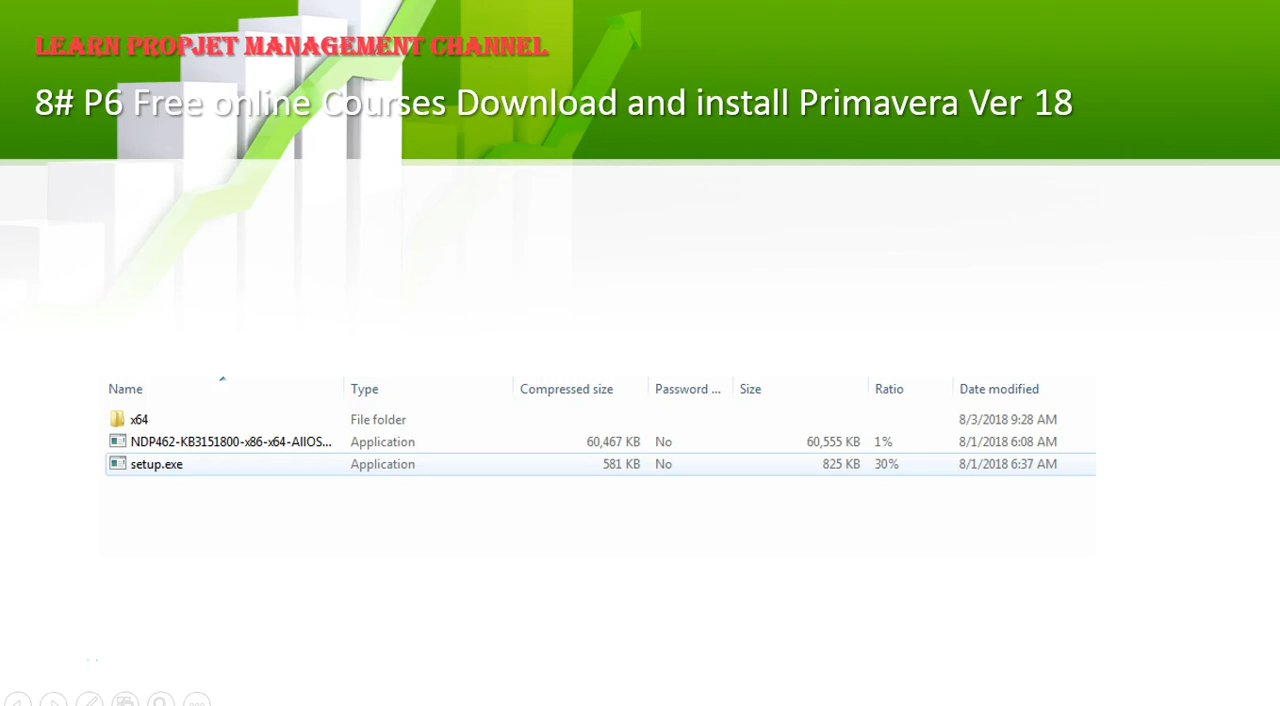 LEARN PROPJET MANAGEMENT CHANNEL
8# P6 Free online Courses Download and install Primavera Ver 18
Name Type Compressed size Password ... Size Ratio Date modified
x64 File folder 8/3/2018 9:28 AM
NDP462-KB3151800-x86-x64-AllOS... Application 60,467 KB No 60,555 KB 1% 8/1/2018 6:08 AM
setup.exe Application 581 KB No 825 KB 30% 8/1/2018 6:37 AM